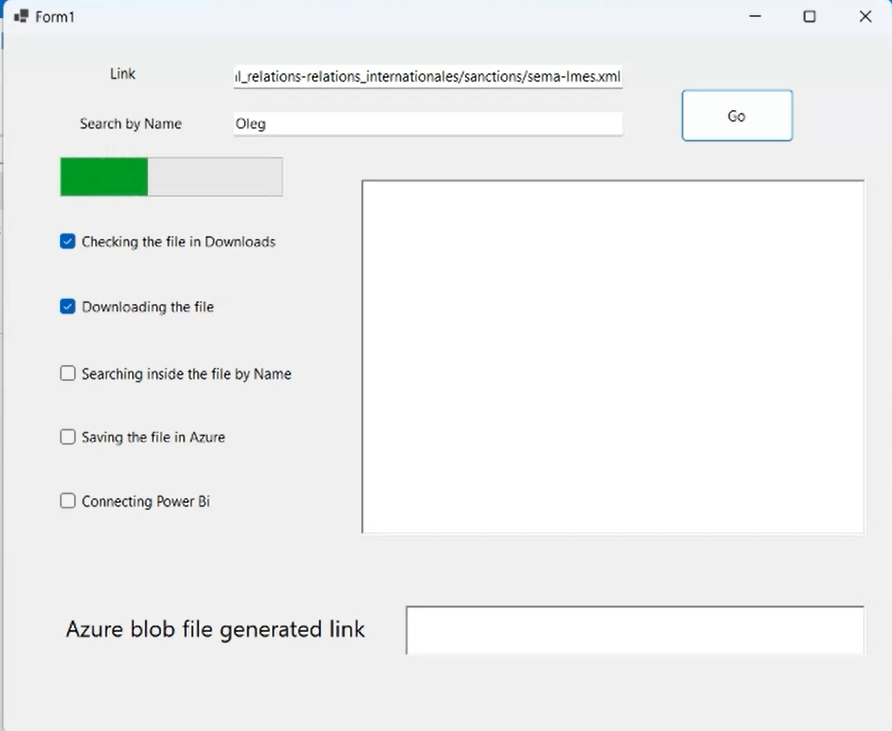 Form1
Link
il_relations-relations_internationales/sanctions/sema-lmes.xml
Search by Name
Oleg
Go
Checking the file in Downloads
Downloading the file
Searching inside the file by Name
Saving the file in Azure
Connecting Power Bi
Azure blob file generated link